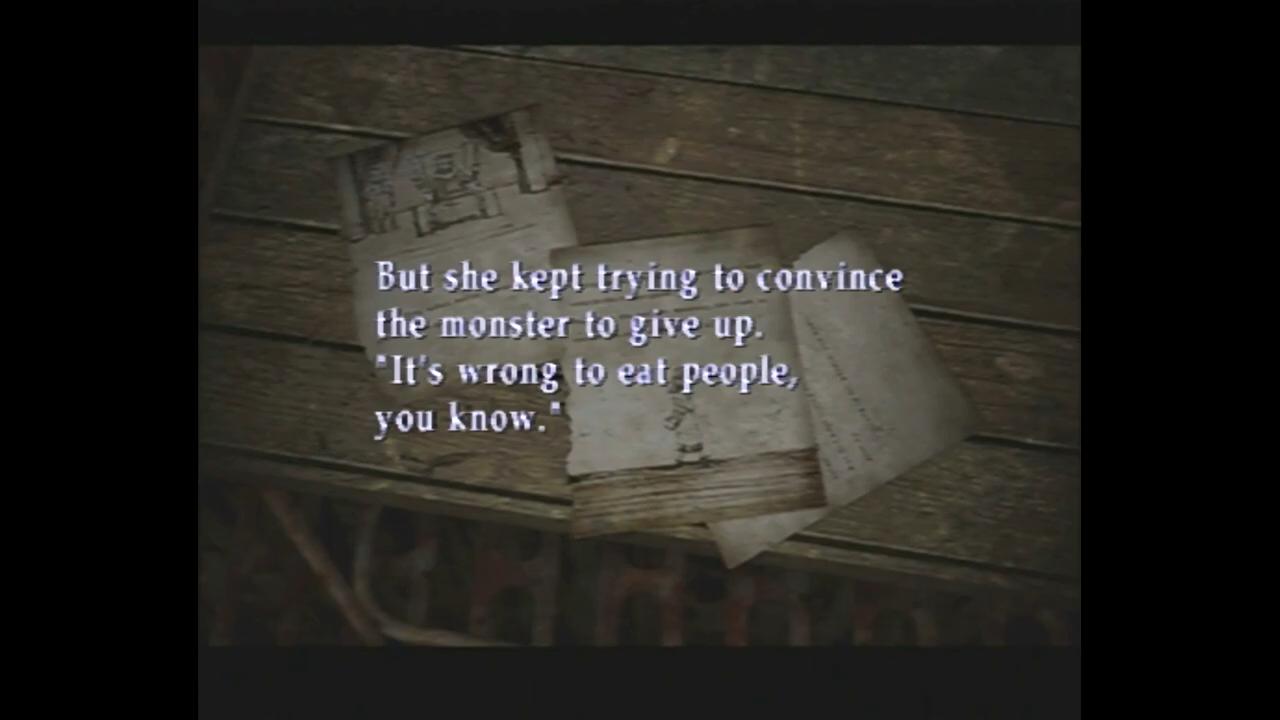 But she kept trying to convince
the monster to give up.
"It's wrong to eat people,
you know."